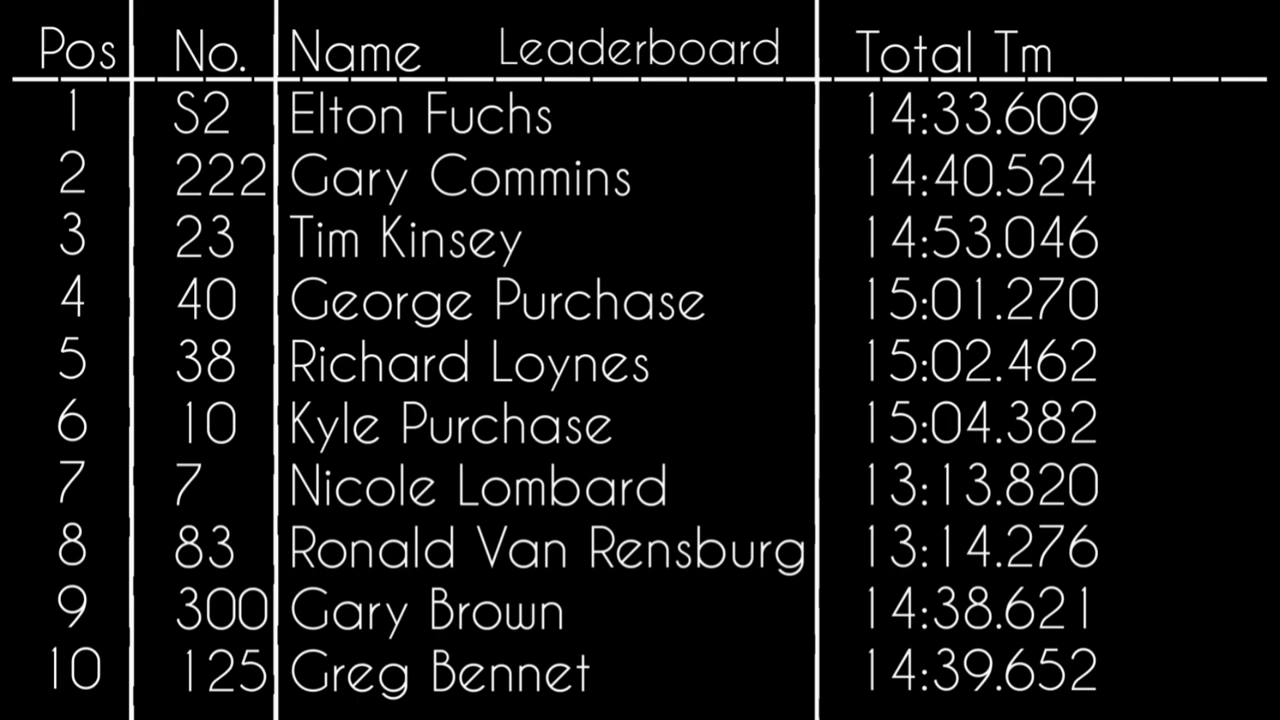 Pos No. Name Leaderboard Total Tm
1 S2 Elton Fuchs 14:33.609
2 222 Gary Commins 14:40.524
3 23 Tim Kinsey 14:53.046
4 40 George Purchase 15:01.270
5 38 Richard Loynes 15:02.462
6 10 Kyle Purchase 15:04.382
7 7 Nicole Lombard 13:13.820
8 83 Ronald Van Rensburg 13:14.276
9 300 Gary Brown 14:38.621
10 125 Greg Bennet 14:39.652